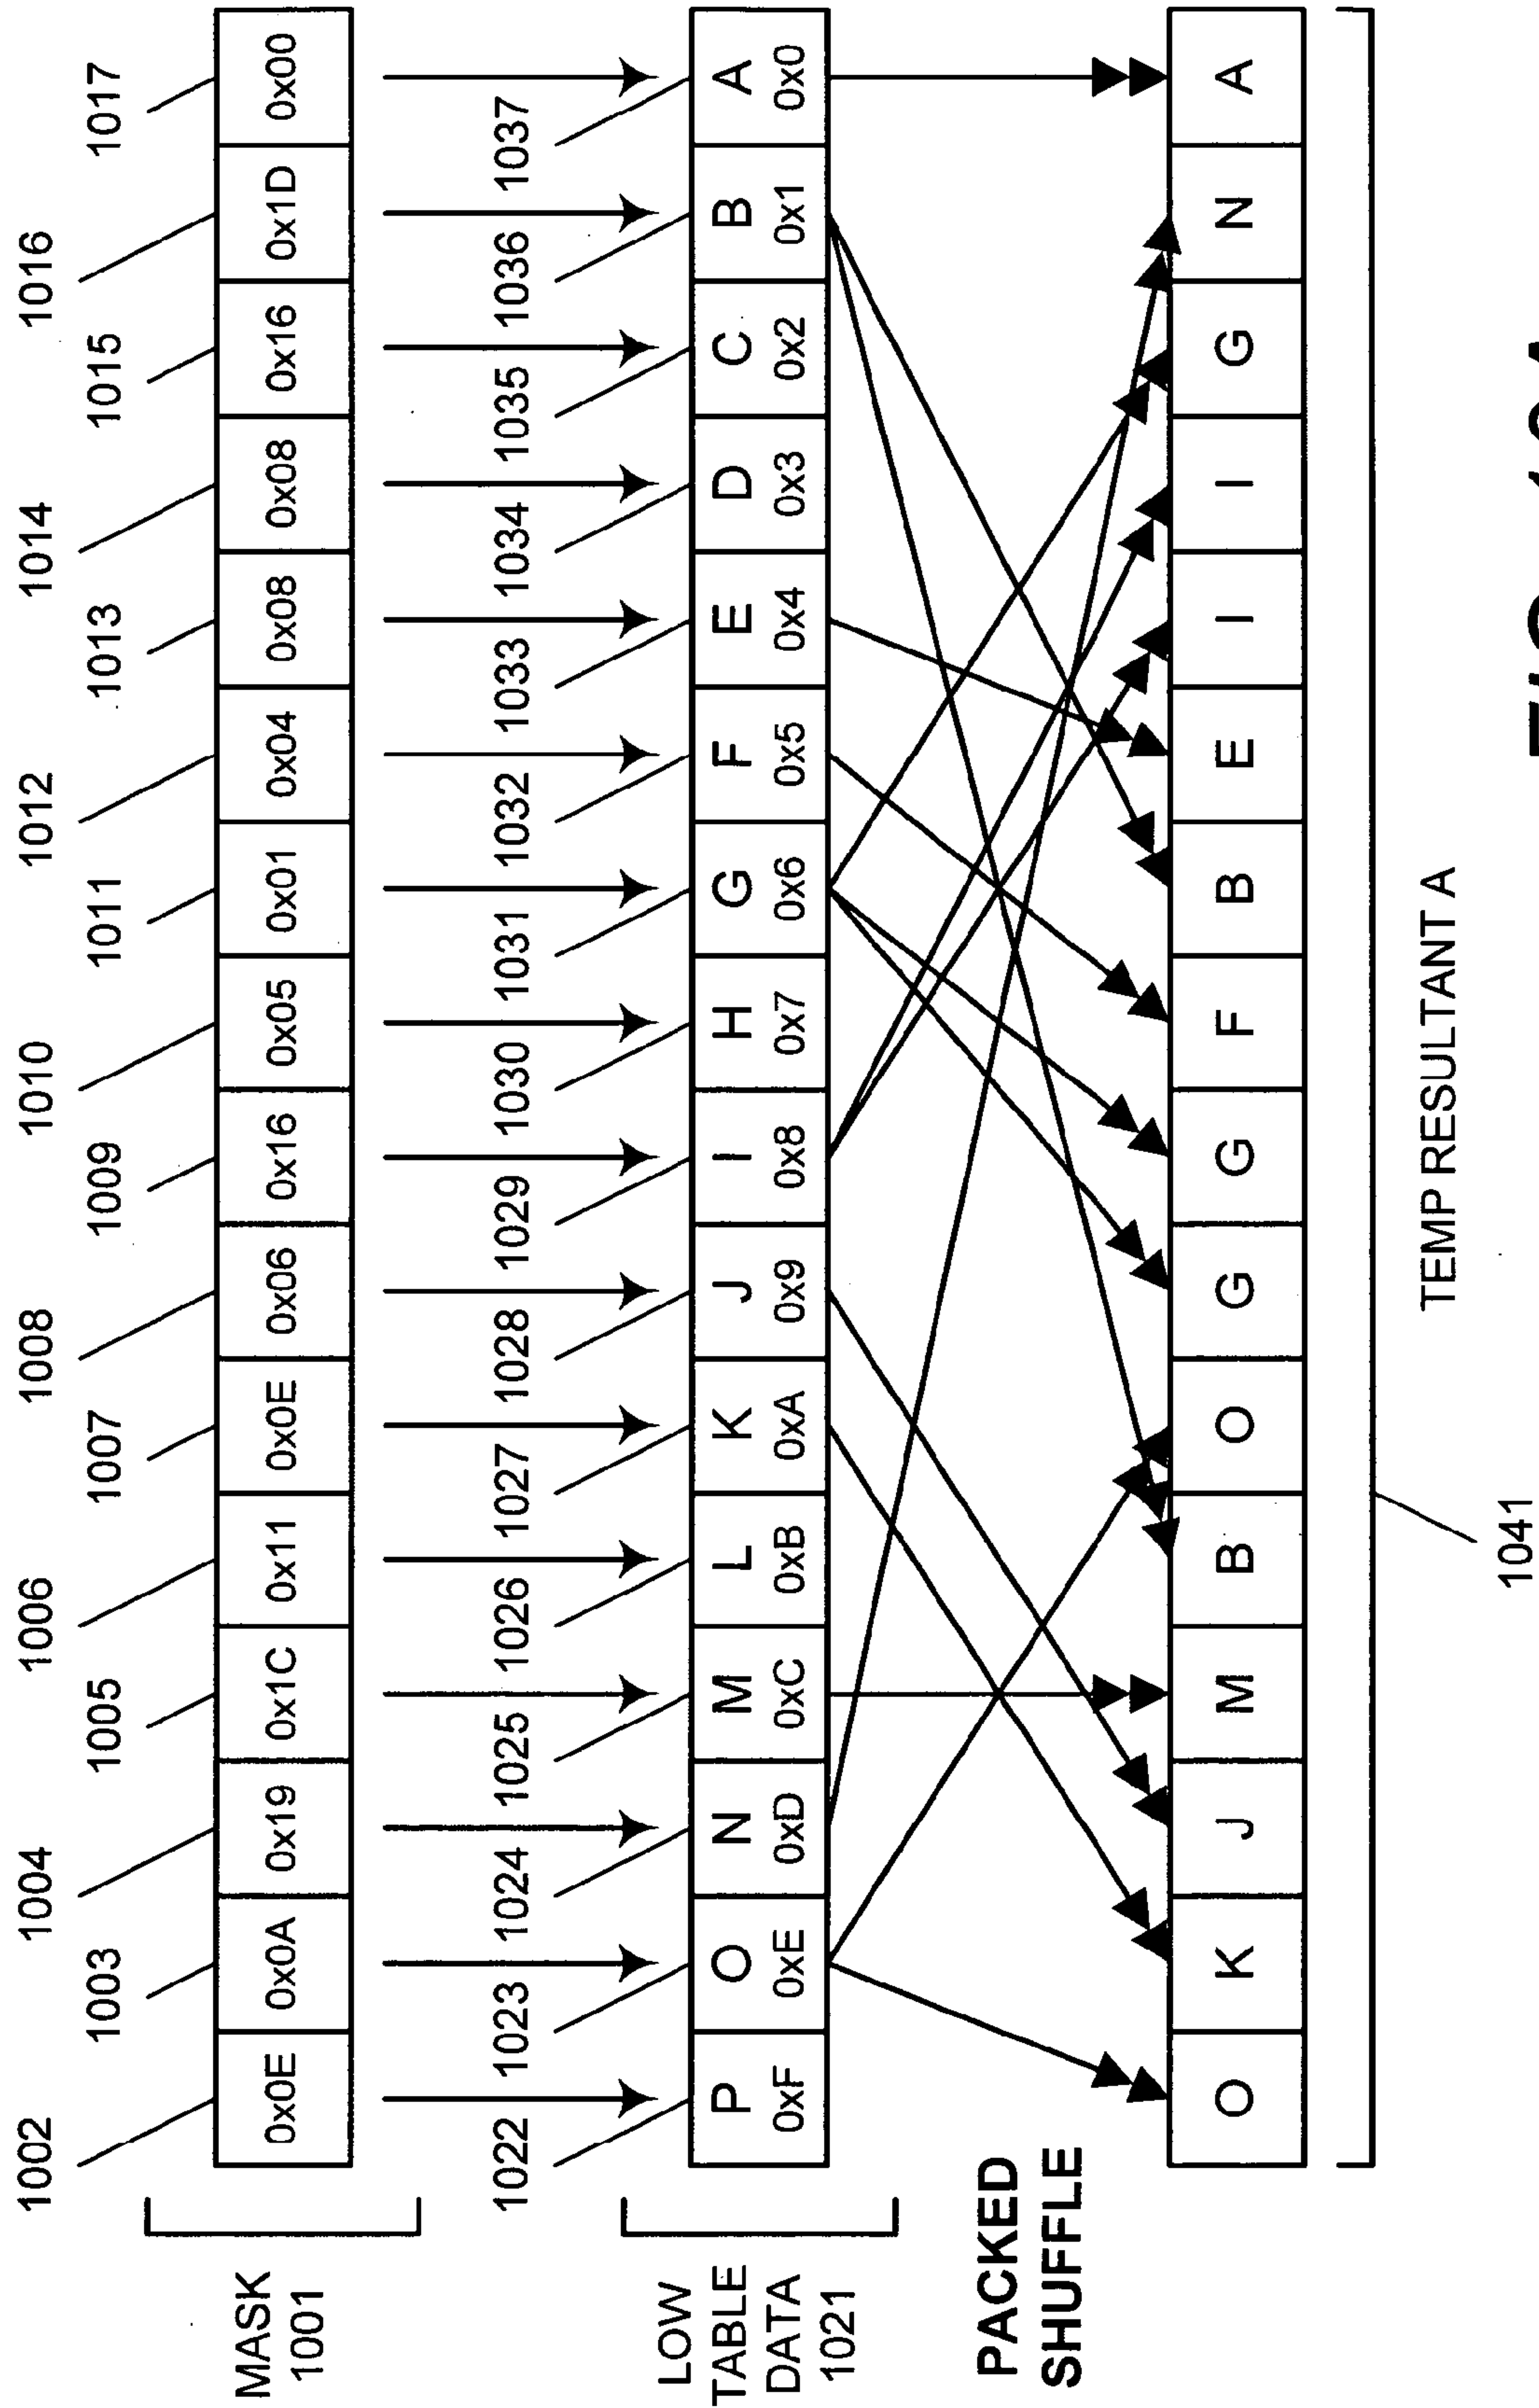 1002 1004 1006 1008 1010 1012 1014 1016
1003 1005 1007 1009 1011 1013 1015 1017
MASK
1001
0x0E 0x0A 0x19 0x1C 0x11 0x0E 0x06 0x16 0x05 0x01 0x04 0x08 0x08 0x16 0x1D 0x00
1022 1023 1024 1025 1026 1027 1028 1029 1030 1031 1032 1033 1034 1035 1036 1037
LOW
TABLE
DATA
1021
P O N M L K J I H G F E D C B A
0xF 0xE 0xD 0xC 0xB 0xA 0x9 0x8 0x7 0x6 0x5 0x4 0x3 0x2 0x1 0x0
PACKED
SHUFFLE
O K J M B O G G F B E I I G N A
TEMP RESULTANT A
1041